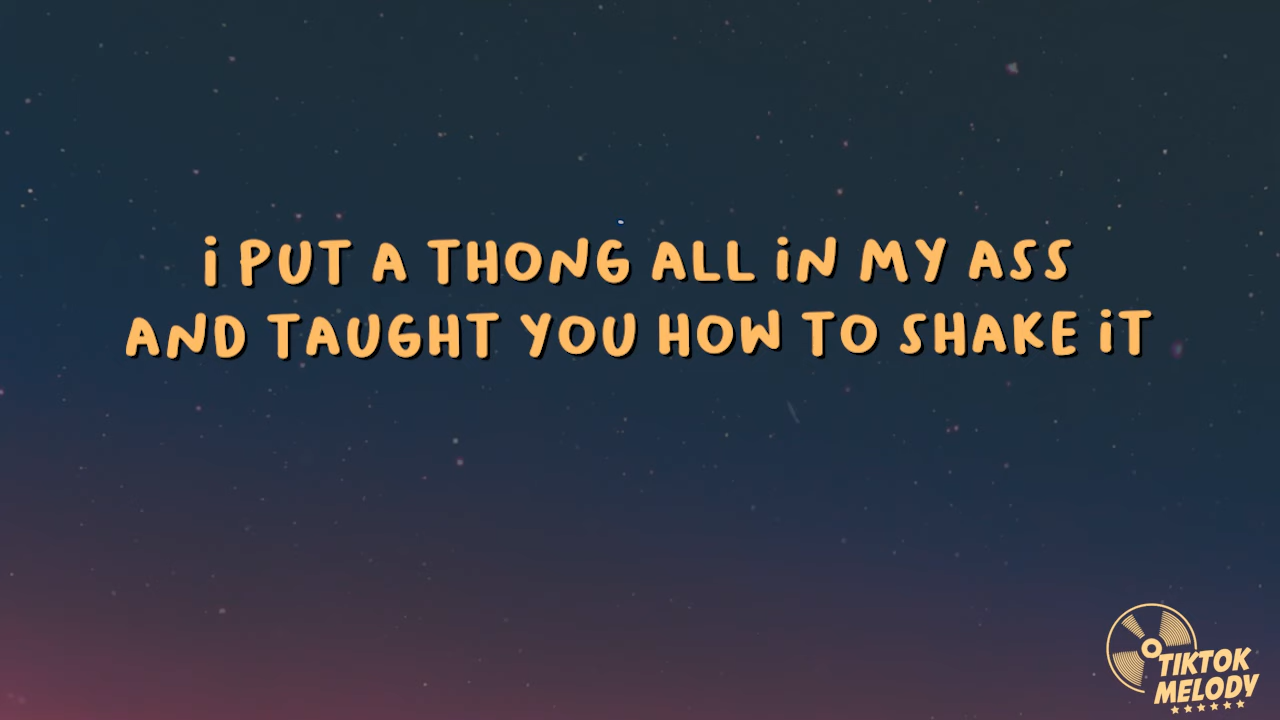 i PUT A THONG ALL iN MY ASS
AND TAUGHT YOU HOW TO SHAKE iT
TIKTOK
MELODY